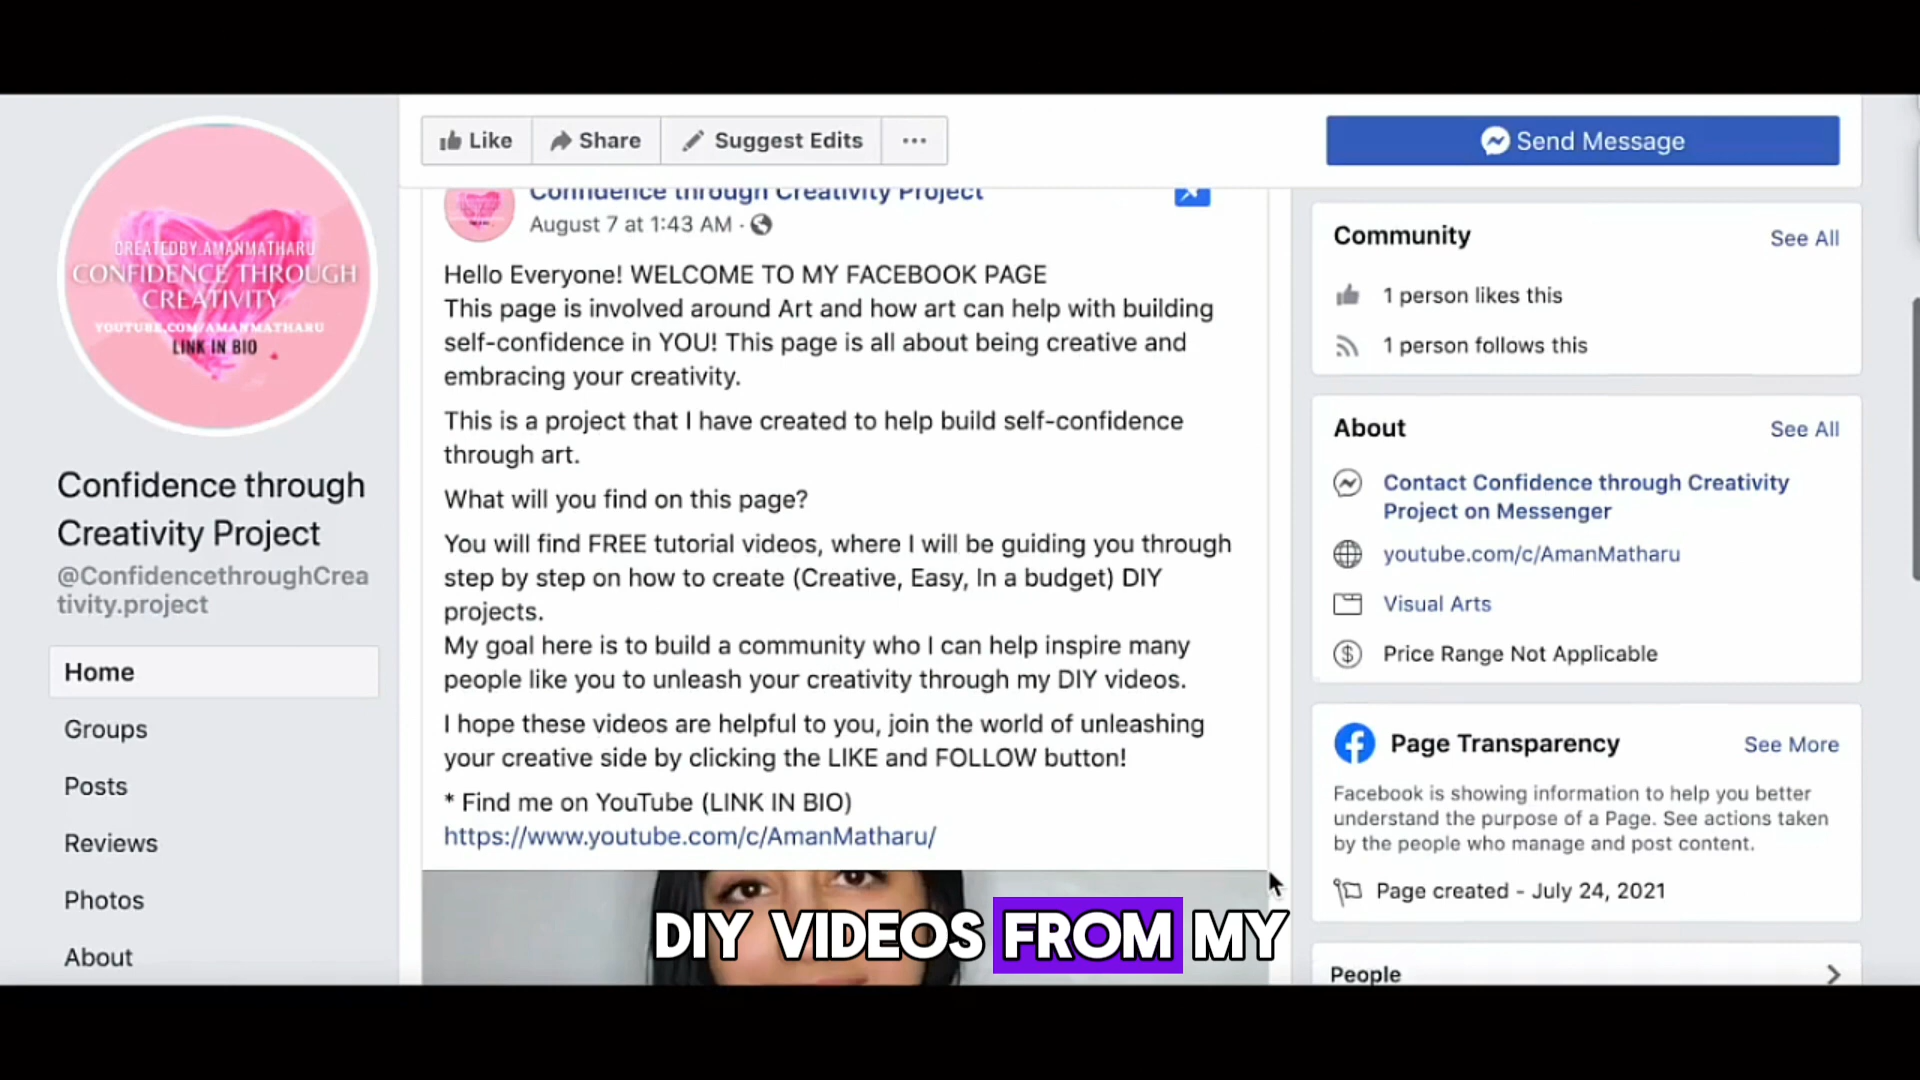 CREATEDBY.AMANMATHARU
CONFIDENCE THROUGH
CREATIVITY
YOUTUBE.COM/AMANMATHARU
LINK IN BIO
Confidence through
Creativity Project
@ConfidencethroughCrea
tivity.project
Home
Groups
Posts
Reviews
Photos
About
Like
Share
Suggest Edits
Send Message
Confidence through Creativity Project
August 7 at 1:43 AM ·
Hello Everyone! WELCOME TO MY FACEBOOK PAGE
This page is involved around Art and how art can help with building
self-confidence in YOU! This page is all about being creative and
embracing your creativity.
This is a project that I have created to help build self-confidence
through art.
What will you find on this page?
You will find FREE tutorial videos, where I will be guiding you through
step by step on how to create (Creative, Easy, In a budget) DIY
projects.
My goal here is to build a community who I can help inspire many
people like you to unleash your creativity through my DIY videos.
I hope these videos are helpful to you, join the world of unleashing
your creative side by clicking the LIKE and FOLLOW button!
* Find me on YouTube (LINK IN BIO)
https://www.youtube.com/c/AmanMatharu/
DIY VIDEOS FROM MY
Community
See All
1 person likes this
1 person follows this
About
See All
Contact Confidence through Creativity
Project on Messenger
youtube.com/c/AmanMatharu
Visual Arts
Price Range Not Applicable
Page Transparency
See More
Facebook is showing information to help you better
understand the purpose of a Page. See actions taken
by the people who manage and post content.
Page created - July 24, 2021
People